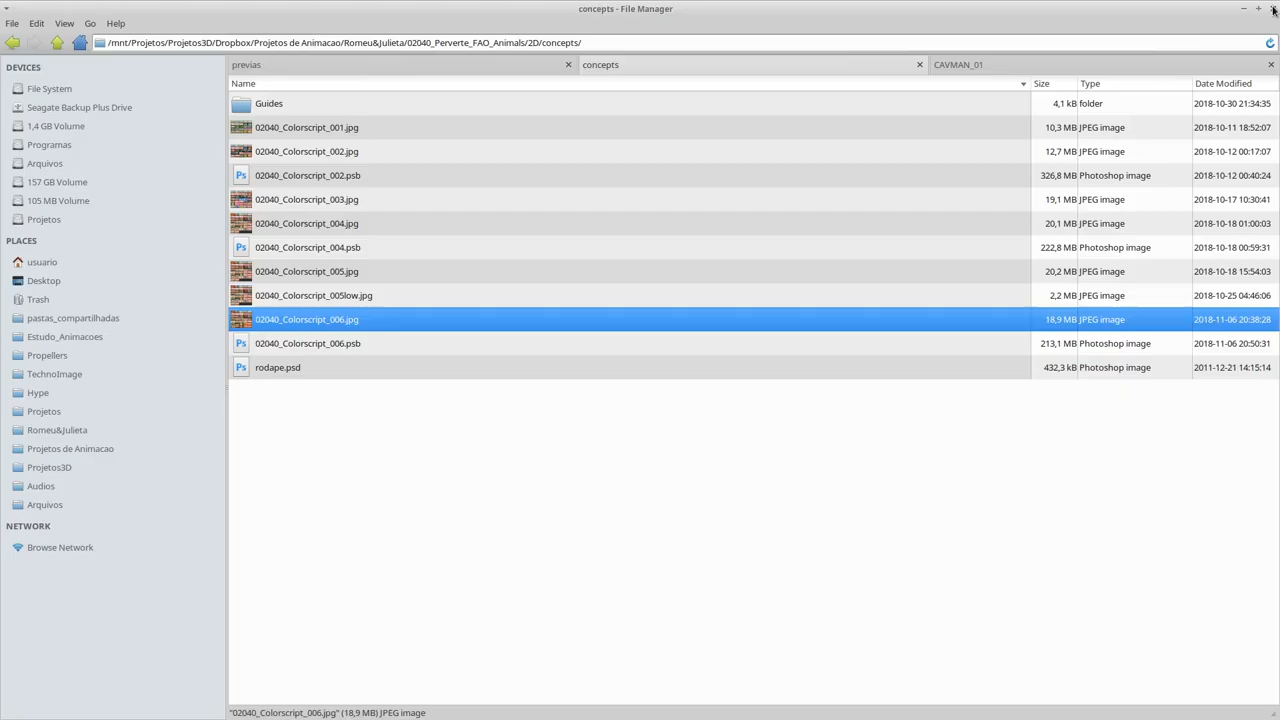 concepts - File Manager
File Edit View Go Help
/mnt/Projetos/Projetos3D/Dropbox/Projetos de Animacao/Romeu&Julieta/02040_Perverte_FAO_Animals/2D/concepts/
DEVICES
File System
Seagate Backup Plus Drive
1,4 GB Volume
Programas
Arquivos
157 GB Volume
105 MB Volume
Projetos
PLACES
usuario
Desktop
Trash
pastas_compartilhadas
Estudo_Animacoes
Propellers
TechnoImage
Hype
Projetos
Romeu&Julieta
Projetos de Animacao
Projetos3D
Audios
Arquivos
NETWORK
Browse Network
previas concepts CAVMAN_01
Name Size Type Date Modified
Guides 4,1 kB folder 2018-10-30 21:34:35
02040_Colorscript_001.jpg 10,3 MB JPEG image 2018-10-11 18:52:07
02040_Colorscript_002.jpg 12,7 MB JPEG image 2018-10-12 00:17:07
Ps 02040_Colorscript_002.psb 326,8 MB Photoshop image 2018-10-12 00:40:24
02040_Colorscript_003.jpg 19,1 MB JPEG image 2018-10-17 10:30:41
02040_Colorscript_004.jpg 20,1 MB JPEG image 2018-10-18 01:00:03
Ps 02040_Colorscript_004.psb 222,8 MB Photoshop image 2018-10-18 00:59:31
02040_Colorscript_005.jpg 20,2 MB JPEG image 2018-10-18 15:54:03
02040_Colorscript_005low.jpg 2,2 MB JPEG image 2018-10-25 04:46:06
02040_Colorscript_006.jpg 18,9 MB JPEG image 2018-11-06 20:38:28
Ps 02040_Colorscript_006.psb 213,1 MB Photoshop image 2018-11-06 20:50:31
Ps rodape.psd 432,3 kB Photoshop image 2011-12-21 14:15:14
"02040_Colorscript_006.jpg" (18,9 MB) JPEG image